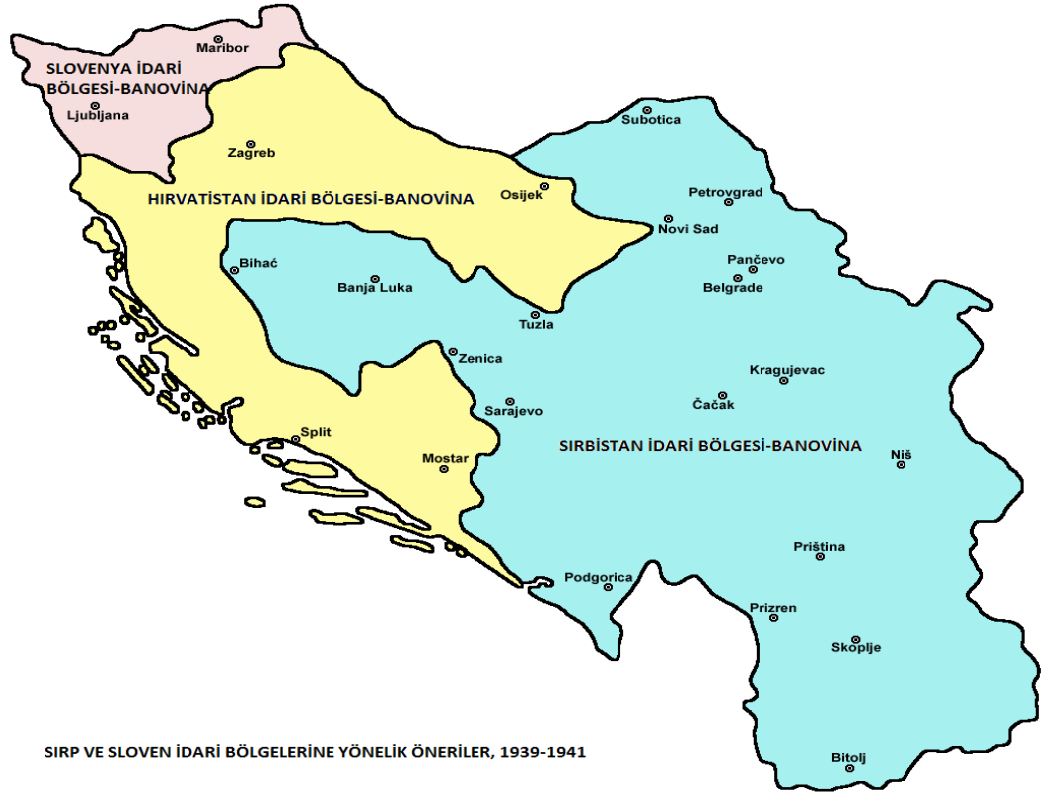 Maribor
SLOVENYA İDARİ
BÖLGESİ-BANOVİNA
Ljubljana
Subotica
Zagreb
Petrovgrad
Osijek
HIRVATİSTAN İDARİ BÖLGESİ-BANOVİNA
Novi Sad
Bihać
Pančevo
Banja Luka
Belgrade
Tuzla
Zenica
Kragujevac
Sarajevo
Čačak
Split
SIRBİSTAN İDARİ BÖLGESİ-BANOVİNA
Mostar
Niš
Priština
Podgorica
Prizren
Skoplje
SIRP VE SLOVEN İDARİ BÖLGELERİNE YÖNELİK ÖNERİLER, 1939-1941
Bitolj